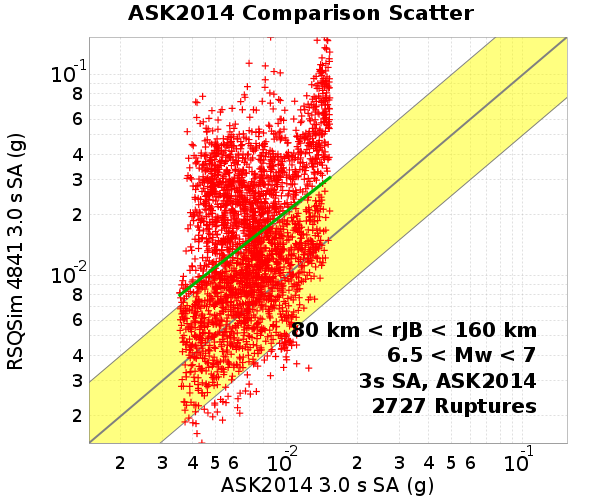 ASK2014 Comparison Scatter
RSQSim 4841 3.0 s SA (g)
10-1
8
6
4
3
2
10-2
8
6
4
3
2
80 km < rJB < 160 km
6.5 < Mw < 7
3s SA, ASK2014
2727 Ruptures
2 3 4 5 6 10-2 2 3 4 5 6 10-1
ASK2014 3.0 s SA (g)